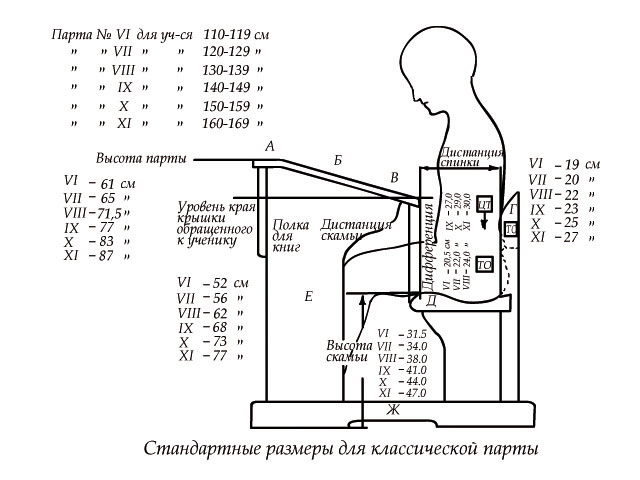 Парта № VI для уч-ся 110-119 см
" " VII " " 120-129 "
" " VIII " " 130-139 "
" " IX " " 140-149 "
" " X " " 150-159 "
" " XI " " 160-169 "
А
Б
В
Высота парты
VI – 61 см
VII – 65 "
VIII – 71,5 "
IX – 77 "
X – 83 "
XI – 87 "
Уровень края
крышки
обращенного
к ученику
VI – 52 см
VII – 56 "
VIII – 62 "
IX – 68 "
X – 73 "
XI – 77 "
Полка
для
книг
Дистанция
скамьи
Е
Дистанция
спинки
Дифференция
VI – 20,5 см IX – 27,0
VII – 22,0 " X – 29,0
VIII – 24,0 " XI – 30,0
ЦТ
ТО
Г
ТО
Д
VI – 19 см
VII – 20 "
VIII – 22 "
IX – 23 "
X – 25 "
XI – 27 "
Высота
скамьи
VI – 31.5
VII – 34.0
VIII – 38.0
IX – 41.0
X – 44.0
XI – 47.0
Ж
Стандартные размеры для классической парты